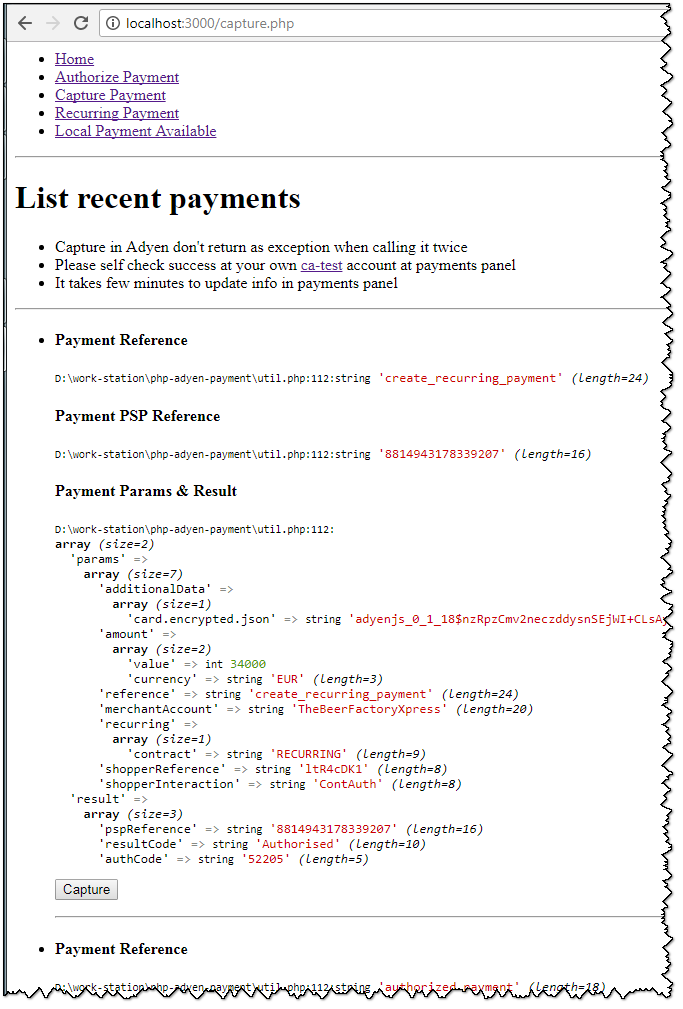 localhost:3000/capture.php
Home
Authorize Payment
Capture Payment
Recurring Payment
Local Payment Available
List recent payments
Capture in Adyen don't return as exception when calling it twice
Please self check success at your own ca-test account at payments panel
It takes few minutes to update info in payments panel
Payment Reference
D:\work-station\php-adyen-payment\util.php:112:string 'create_recurring_payment' (length=24)
Payment PSP Reference
D:\work-station\php-adyen-payment\util.php:112:string '8814943178339207' (length=16)
Payment Params & Result
D:\work-station\php-adyen-payment\util.php:112:
array (size=2)
'params' =>
array (size=7)
'additionalData' =>
array (size=1)
'card.encrypted.json' => string 'adyenjs_0_1_18$nzRpzCmv2neczddysnSEjWI+CLsA
'amount' =>
array (size=2)
'value' => int 34000
'currency' => string 'EUR' (length=3)
'reference' => string 'create_recurring_payment' (length=24)
'merchantAccount' => string 'TheBeerFactoryXpress' (length=20)
'recurring' =>
array (size=1)
'contract' => string 'RECURRING' (length=9)
'shopperReference' => string 'ltR4cDK1' (length=8)
'shopperInteraction' => string 'ContAuth' (length=8)
'result' =>
array (size=3)
'pspReference' => string '8814943178339207' (length=16)
'resultCode' => string 'Authorised' (length=10)
'authCode' => string '52205' (length=5)
Capture
Payment Reference
D:\work-station\php-adyen-payment\util.php:112:string 'authorized_payment' (length=18)